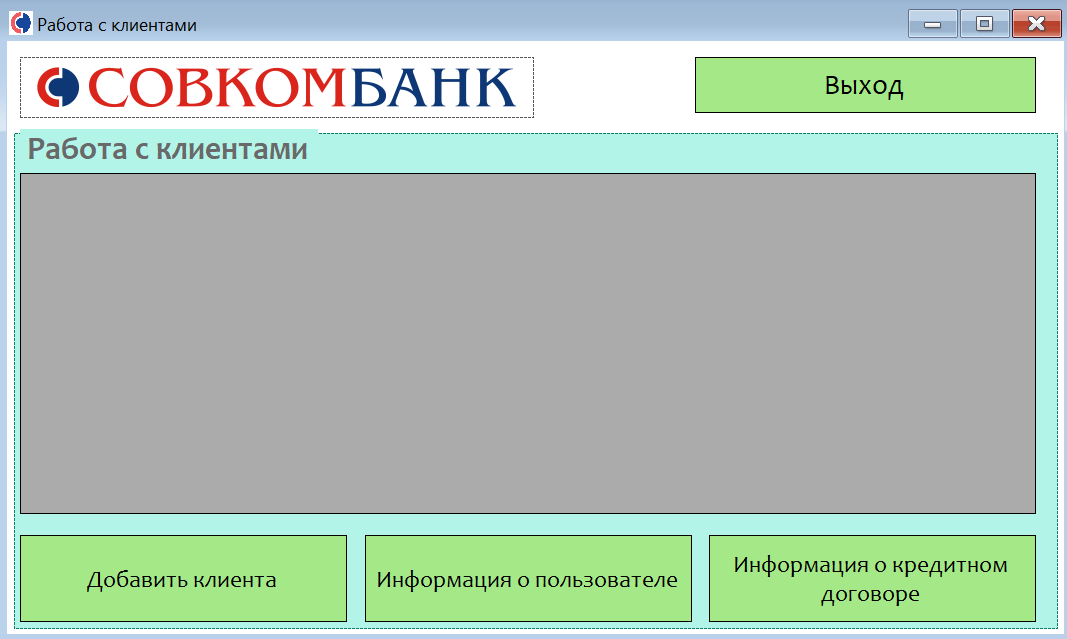 Работа с клиентами
СОВКОМБАНК
Выход
Работа с клиентами
Добавить клиента
Информация о пользователе
Информация о кредитном
договоре